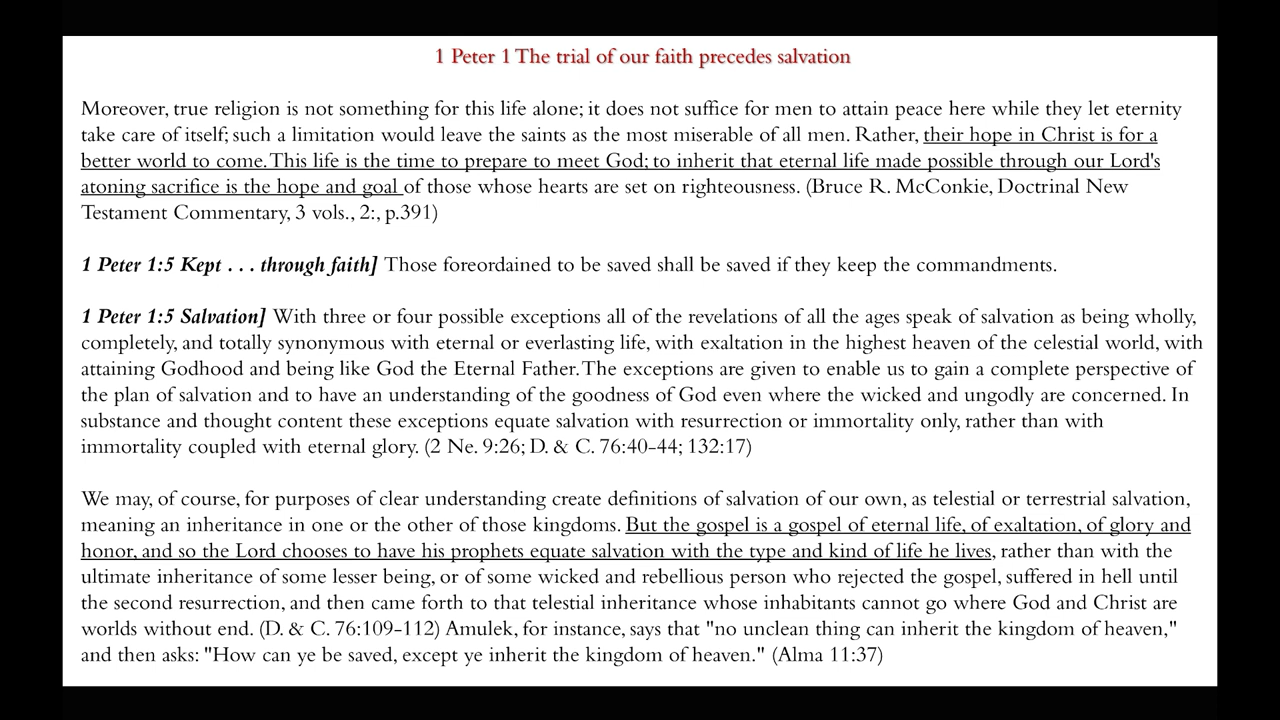 1 Peter 1 The trial of our faith precedes salvation
Moreover, true religion is not something for this life alone; it does not suffice for men to attain peace here while they let eternity
take care of itself; such a limitation would leave the saints as the most miserable of all men. Rather, their hope in Christ is for a
better world to come. This life is the time to prepare to meet God; to inherit that eternal life made possible through our Lord's
atoning sacrifice is the hope and goal of those whose hearts are set on righteousness. (Bruce R. McConkie, Doctrinal New
Testament Commentary, 3 vols., 2:, p.391)
1 Peter 1:5 Kept . . . through faith] Those foreordained to be saved shall be saved if they keep the commandments.
1 Peter 1:5 Salvation] With three or four possible exceptions all of the revelations of all the ages speak of salvation as being wholly,
completely, and totally synonymous with eternal or everlasting life, with exaltation in the highest heaven of the celestial world, with
attaining Godhood and being like God the Eternal Father. The exceptions are given to enable us to gain a complete perspective of
the plan of salvation and to have an understanding of the goodness of God even where the wicked and ungodly are concerned. In
substance and thought content these exceptions equate salvation with resurrection or immortality only, rather than with
immortality coupled with eternal glory. (2 Ne. 9:26; D. & C. 76:40-44; 132:17)
We may, of course, for purposes of clear understanding create definitions of salvation of our own, as telestial or terrestrial salvation,
meaning an inheritance in one or the other of those kingdoms. But the gospel is a gospel of eternal life, of exaltation, of glory and
honor, and so the Lord chooses to have his prophets equate salvation with the type and kind of life he lives, rather than with the
ultimate inheritance of some lesser being, or of some wicked and rebellious person who rejected the gospel, suffered in hell until
the second resurrection, and then came forth to that telestial inheritance whose inhabitants cannot go where God and Christ are
worlds without end. (D. & C. 76:109-112) Amulek, for instance, says that "no unclean thing can inherit the kingdom of heaven,"
and then asks: "How can ye be saved, except ye inherit the kingdom of heaven." (Alma 11:37)